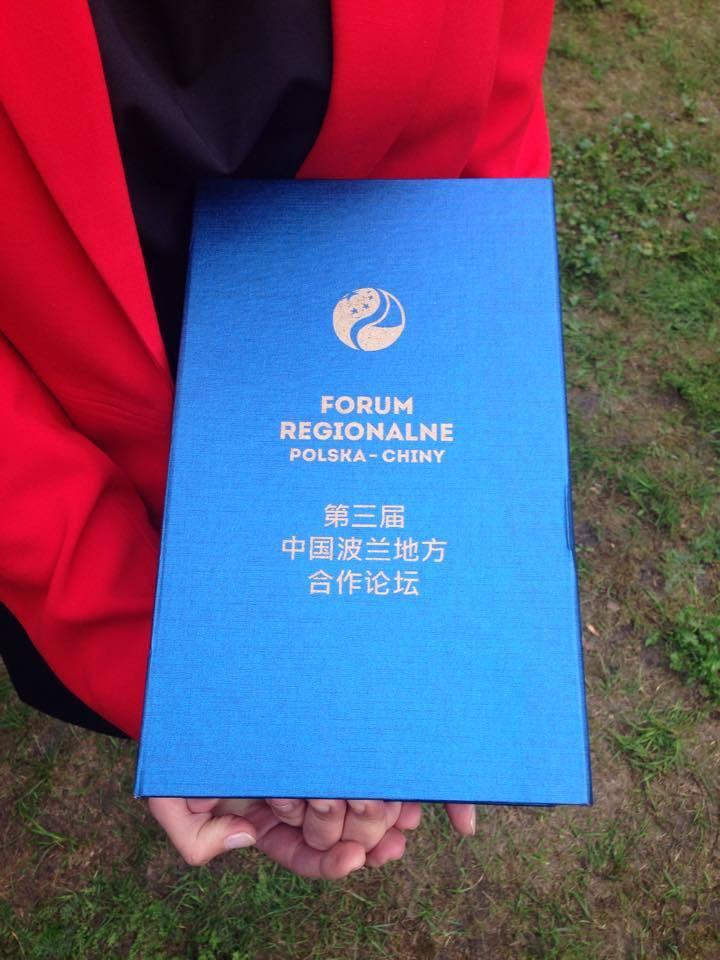 FORUM
REGIONALNE
POLSKA – CHINY
第三届
中国波兰地方
合作论坛